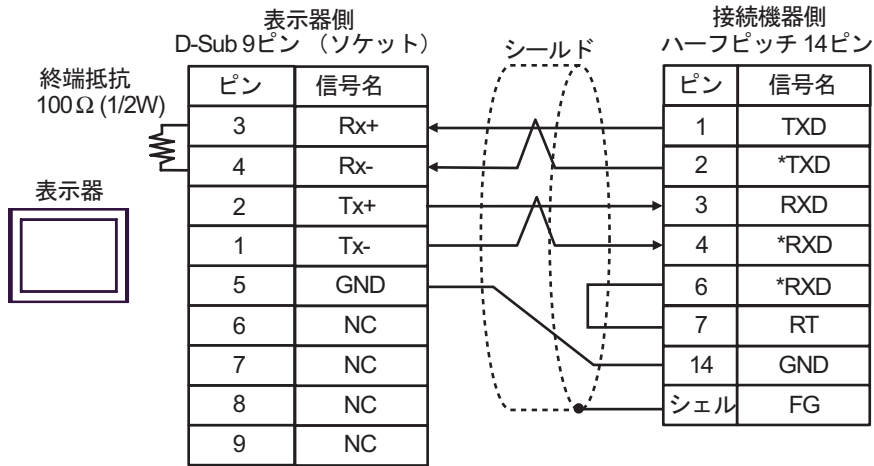 表示器側
D-Sub 9ピン （ソケット）
シールド
接続機器側
ハーフピッチ 14ピン
終端抵抗
100Ω (1/2W)
表示器
ピン 信号名
3 Rx+
4 Rx-
2 Tx+
1 Tx-
5 GND
6 NC
7 NC
8 NC
9 NC
ピン 信号名
1 TXD
2 *TXD
3 RXD
4 *RXD
6 *RXD
7 RT
14 GND
シェル FG